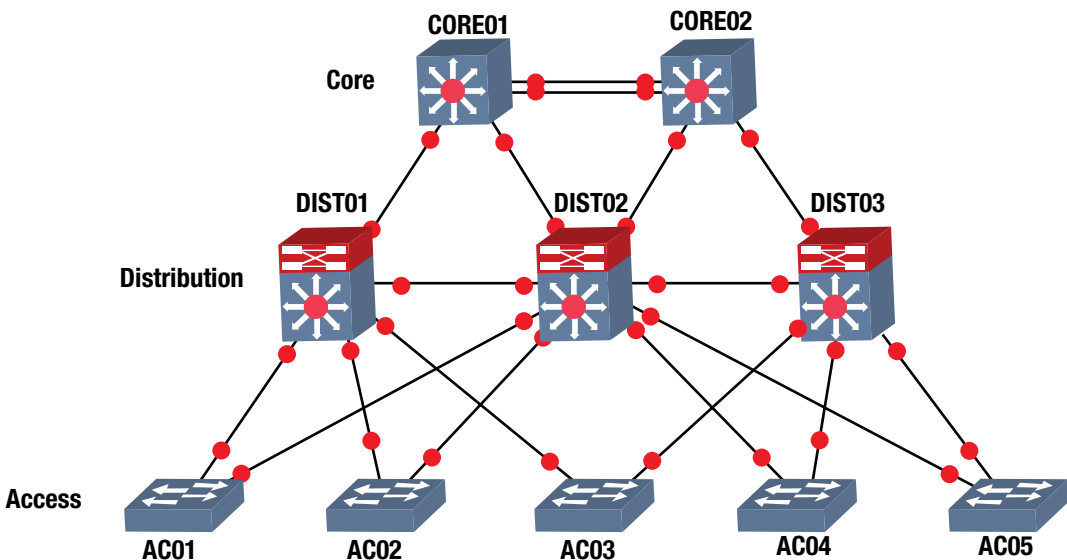 CORE01
CORE02
Core
DIST01
DIST02
DIST03
Distribution
Access
AC01
AC02
AC03
AC04
AC05